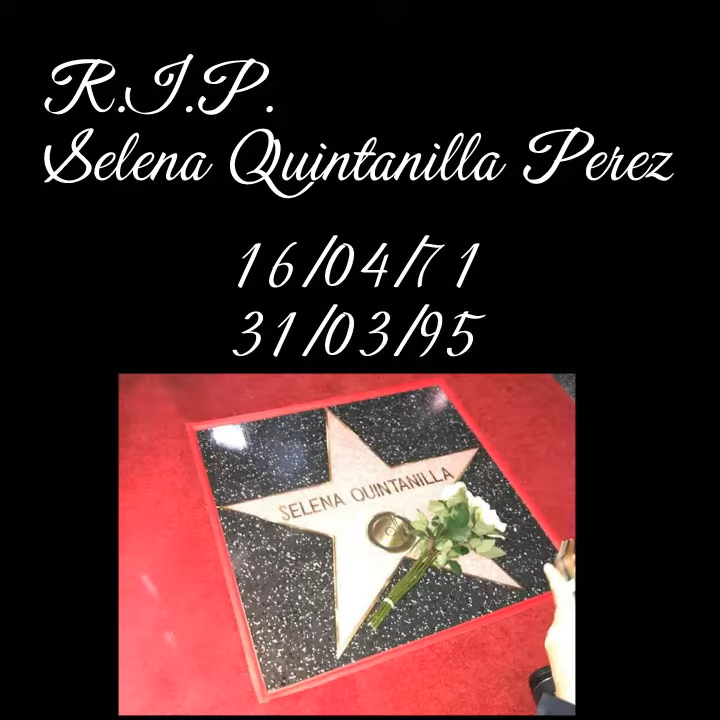 R.I.P.
Selena Quintanilla Perez
16/04/71
31/03/95
SELENA QUINTANILLA